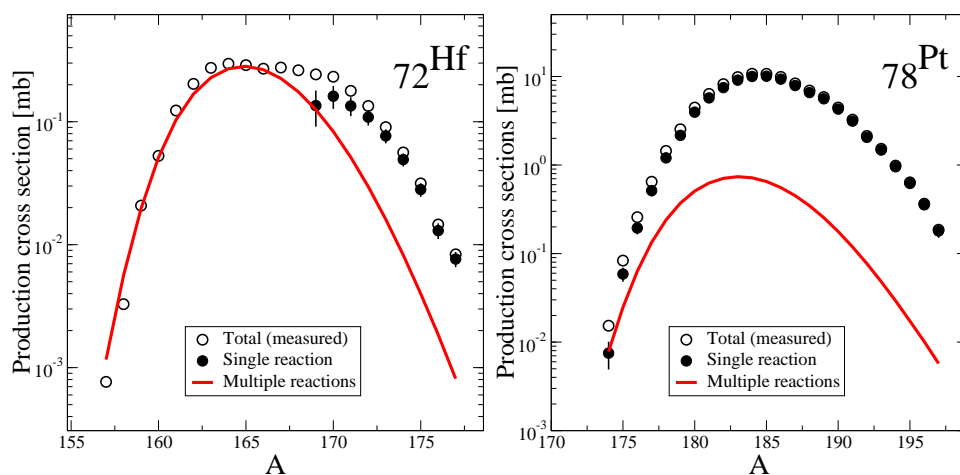 Production cross section [mb]
10^-1
10^-2
10^-3
72Hf
Total (measured)
Single reaction
Multiple reactions
155 160 165 170 175
A
Production cross sections [mb]
10^1
10^0
10^-1
10^-2
10^-3
78Pt
Total (measured)
Single reaction
Multiple reactions
170 175 180 185 190 195
A